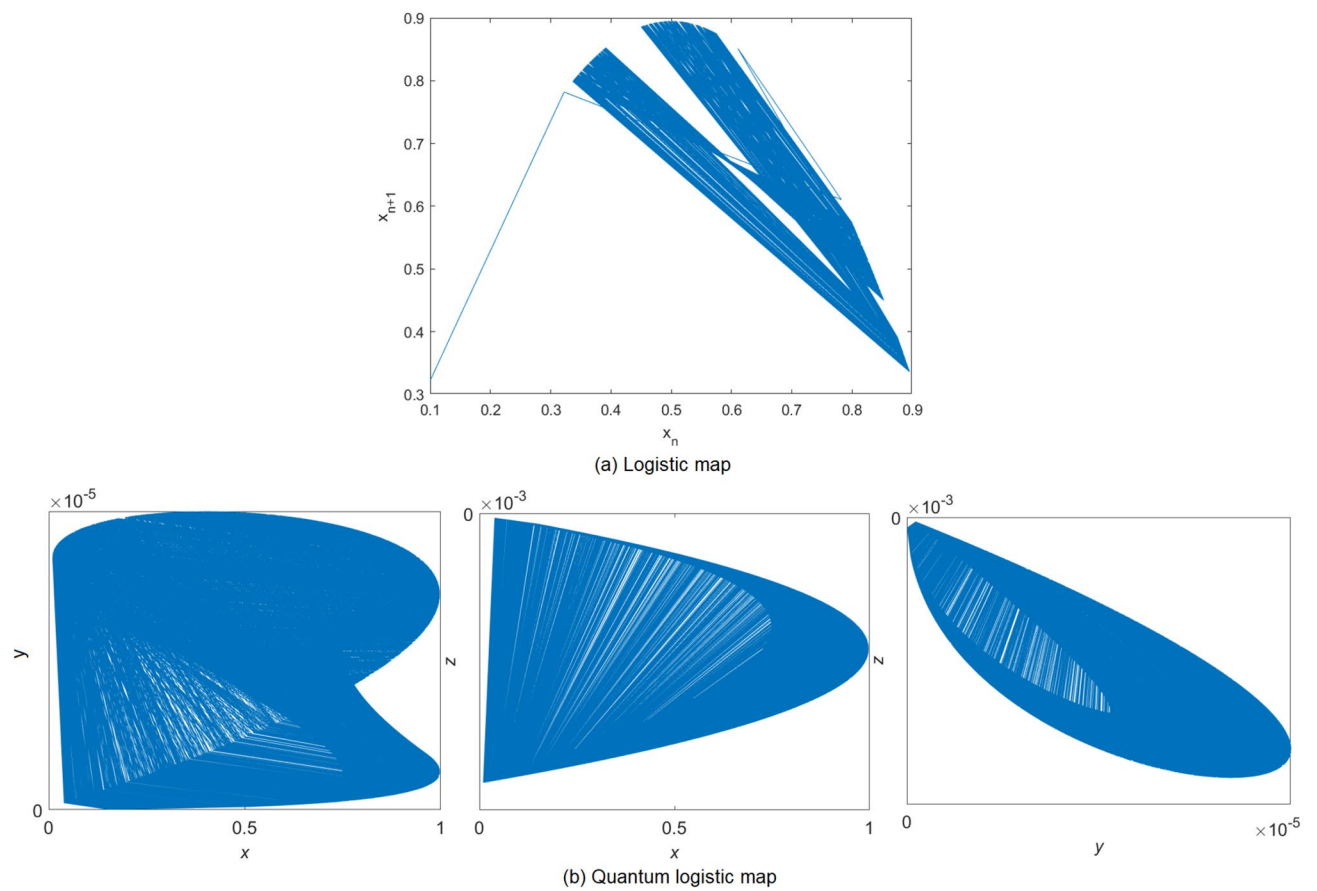 0.9
0.8
0.7
0.6
0.5
0.4
0.3
x_{n+1}
0.1 0.2 0.3 0.4 0.5 0.6 0.7 0.8 0.9
x_n
(a) Logistic map
×10^{-5}
y
0
0 0.5 1
x
0 ×10^{-3}
z
0 0.5 1
x
0 ×10^{-3}
z
0 ×10^{-5}
y
(b) Quantum logistic map